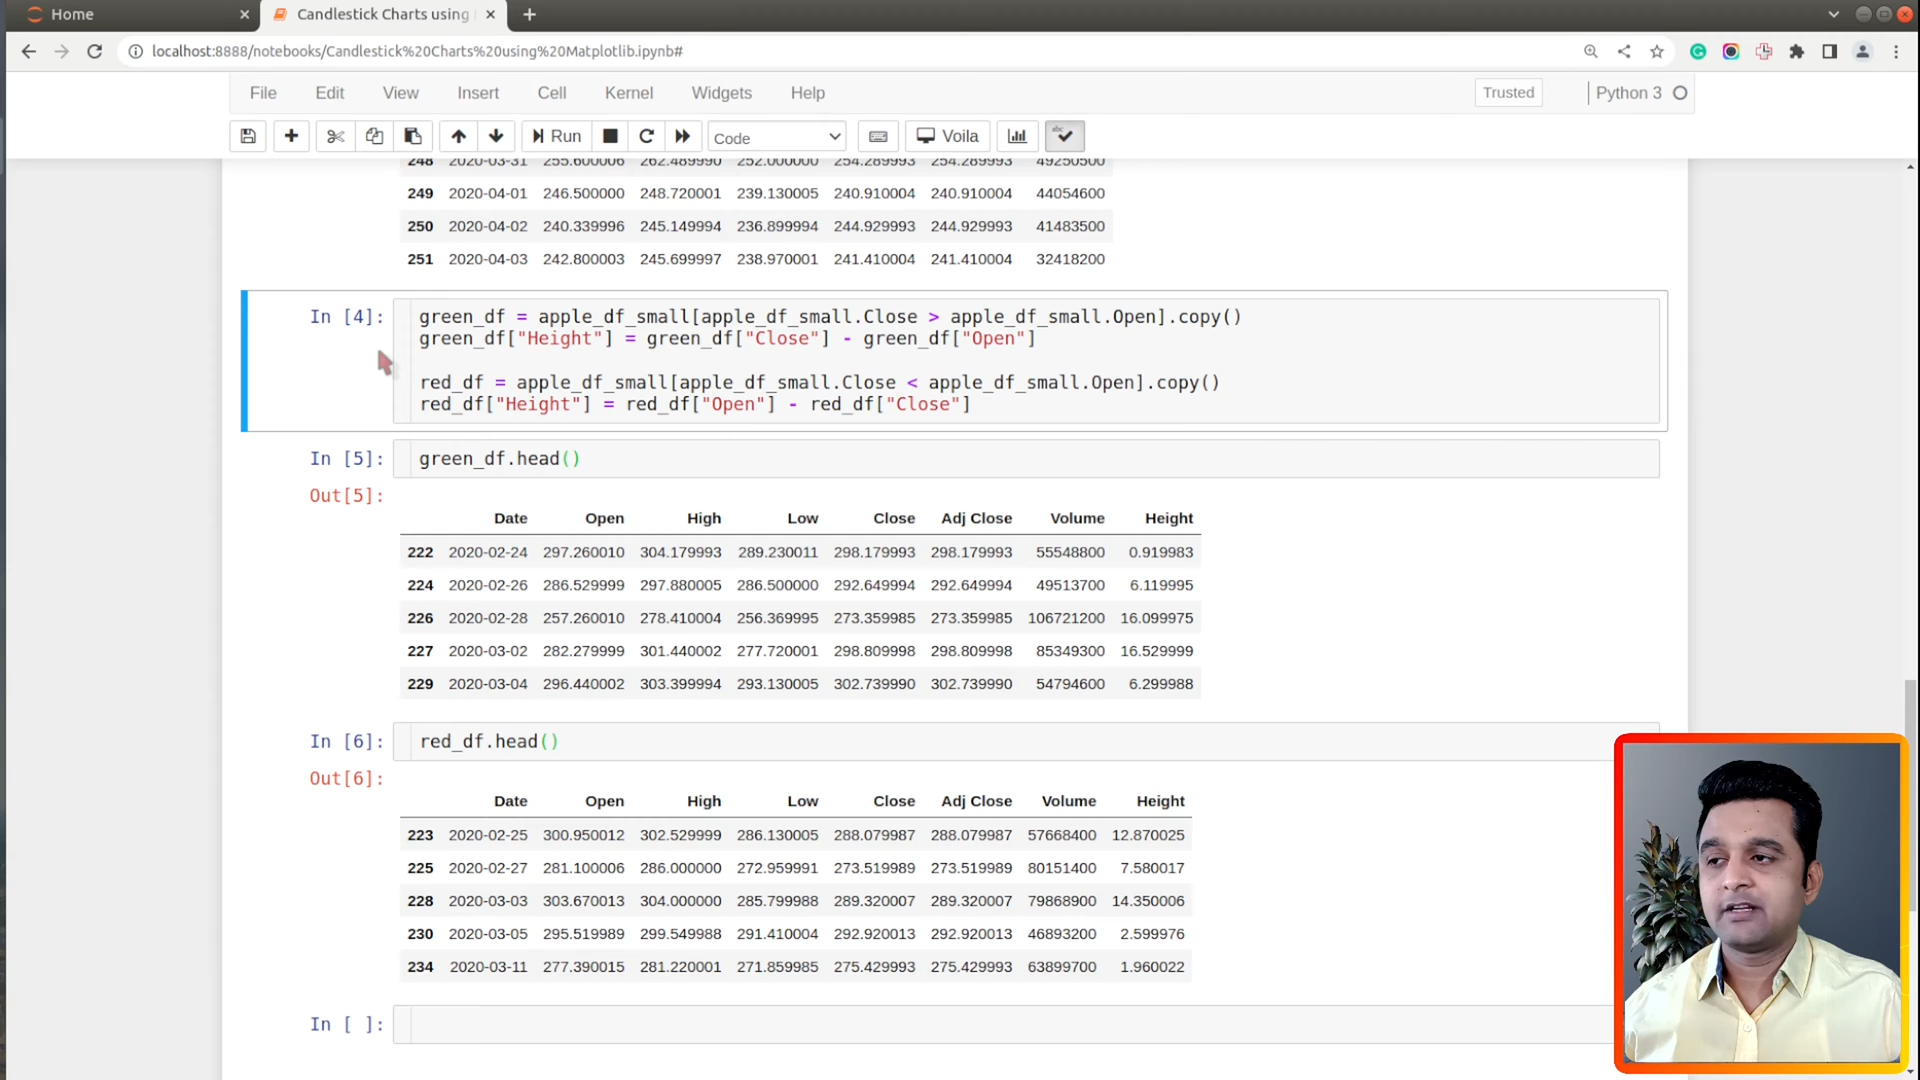 Home
Candlestick Charts using
localhost:8888/notebooks/Candlestick%20Charts%20using%20Matplotlib.ipynb#
File Edit View Insert Cell Kernel Widgets Help Trusted Python 3
Run Code Voila
248 2020-03-31 255.600006 262.489990 252.000000 254.289993 254.289993 49250500
249 2020-04-01 246.500000 248.720001 239.130005 240.910004 240.910004 44054600
250 2020-04-02 240.339996 245.149994 236.899994 244.929993 244.929993 41483500
251 2020-04-03 242.800003 245.699997 238.970001 241.410004 241.410004 32418200
In [4]: green_df = apple_df_small[apple_df_small.Close > apple_df_small.Open].copy()
green_df["Height"] = green_df["Close"] - green_df["Open"]
red_df = apple_df_small[apple_df_small.Close < apple_df_small.Open].copy()
red_df["Height"] = red_df["Open"] - red_df["Close"]
In [5]: green_df.head()
Out[5]:
Date Open High Low Close Adj Close Volume Height
222 2020-02-24 297.260010 304.179993 289.230011 298.179993 298.179993 55548800 0.919983
224 2020-02-26 286.529999 297.880005 286.500000 292.649994 292.649994 49513700 6.119995
226 2020-02-28 257.260010 278.410004 256.369995 273.359985 273.359985 106721200 16.099975
227 2020-03-02 282.279999 301.440002 277.720001 298.809998 298.809998 85349300 16.529999
229 2020-03-04 296.440002 303.399994 293.130005 302.739990 302.739990 54794600 6.299988
In [6]: red_df.head()
Out[6]:
Date Open High Low Close Adj Close Volume Height
223 2020-02-25 300.950012 302.529999 286.130005 288.079987 288.079987 57668400 12.870025
225 2020-02-27 281.100006 286.000000 272.959991 273.519989 273.519989 80151400 7.580017
228 2020-03-03 303.670013 304.000000 285.799988 289.320007 289.320007 79868900 14.350006
230 2020-03-05 295.519989 299.549988 291.410004 292.920013 292.920013 46893200 2.599976
234 2020-03-11 277.390015 281.220001 271.859985 275.429993 275.429993 63899700 1.960022
In [ ]: